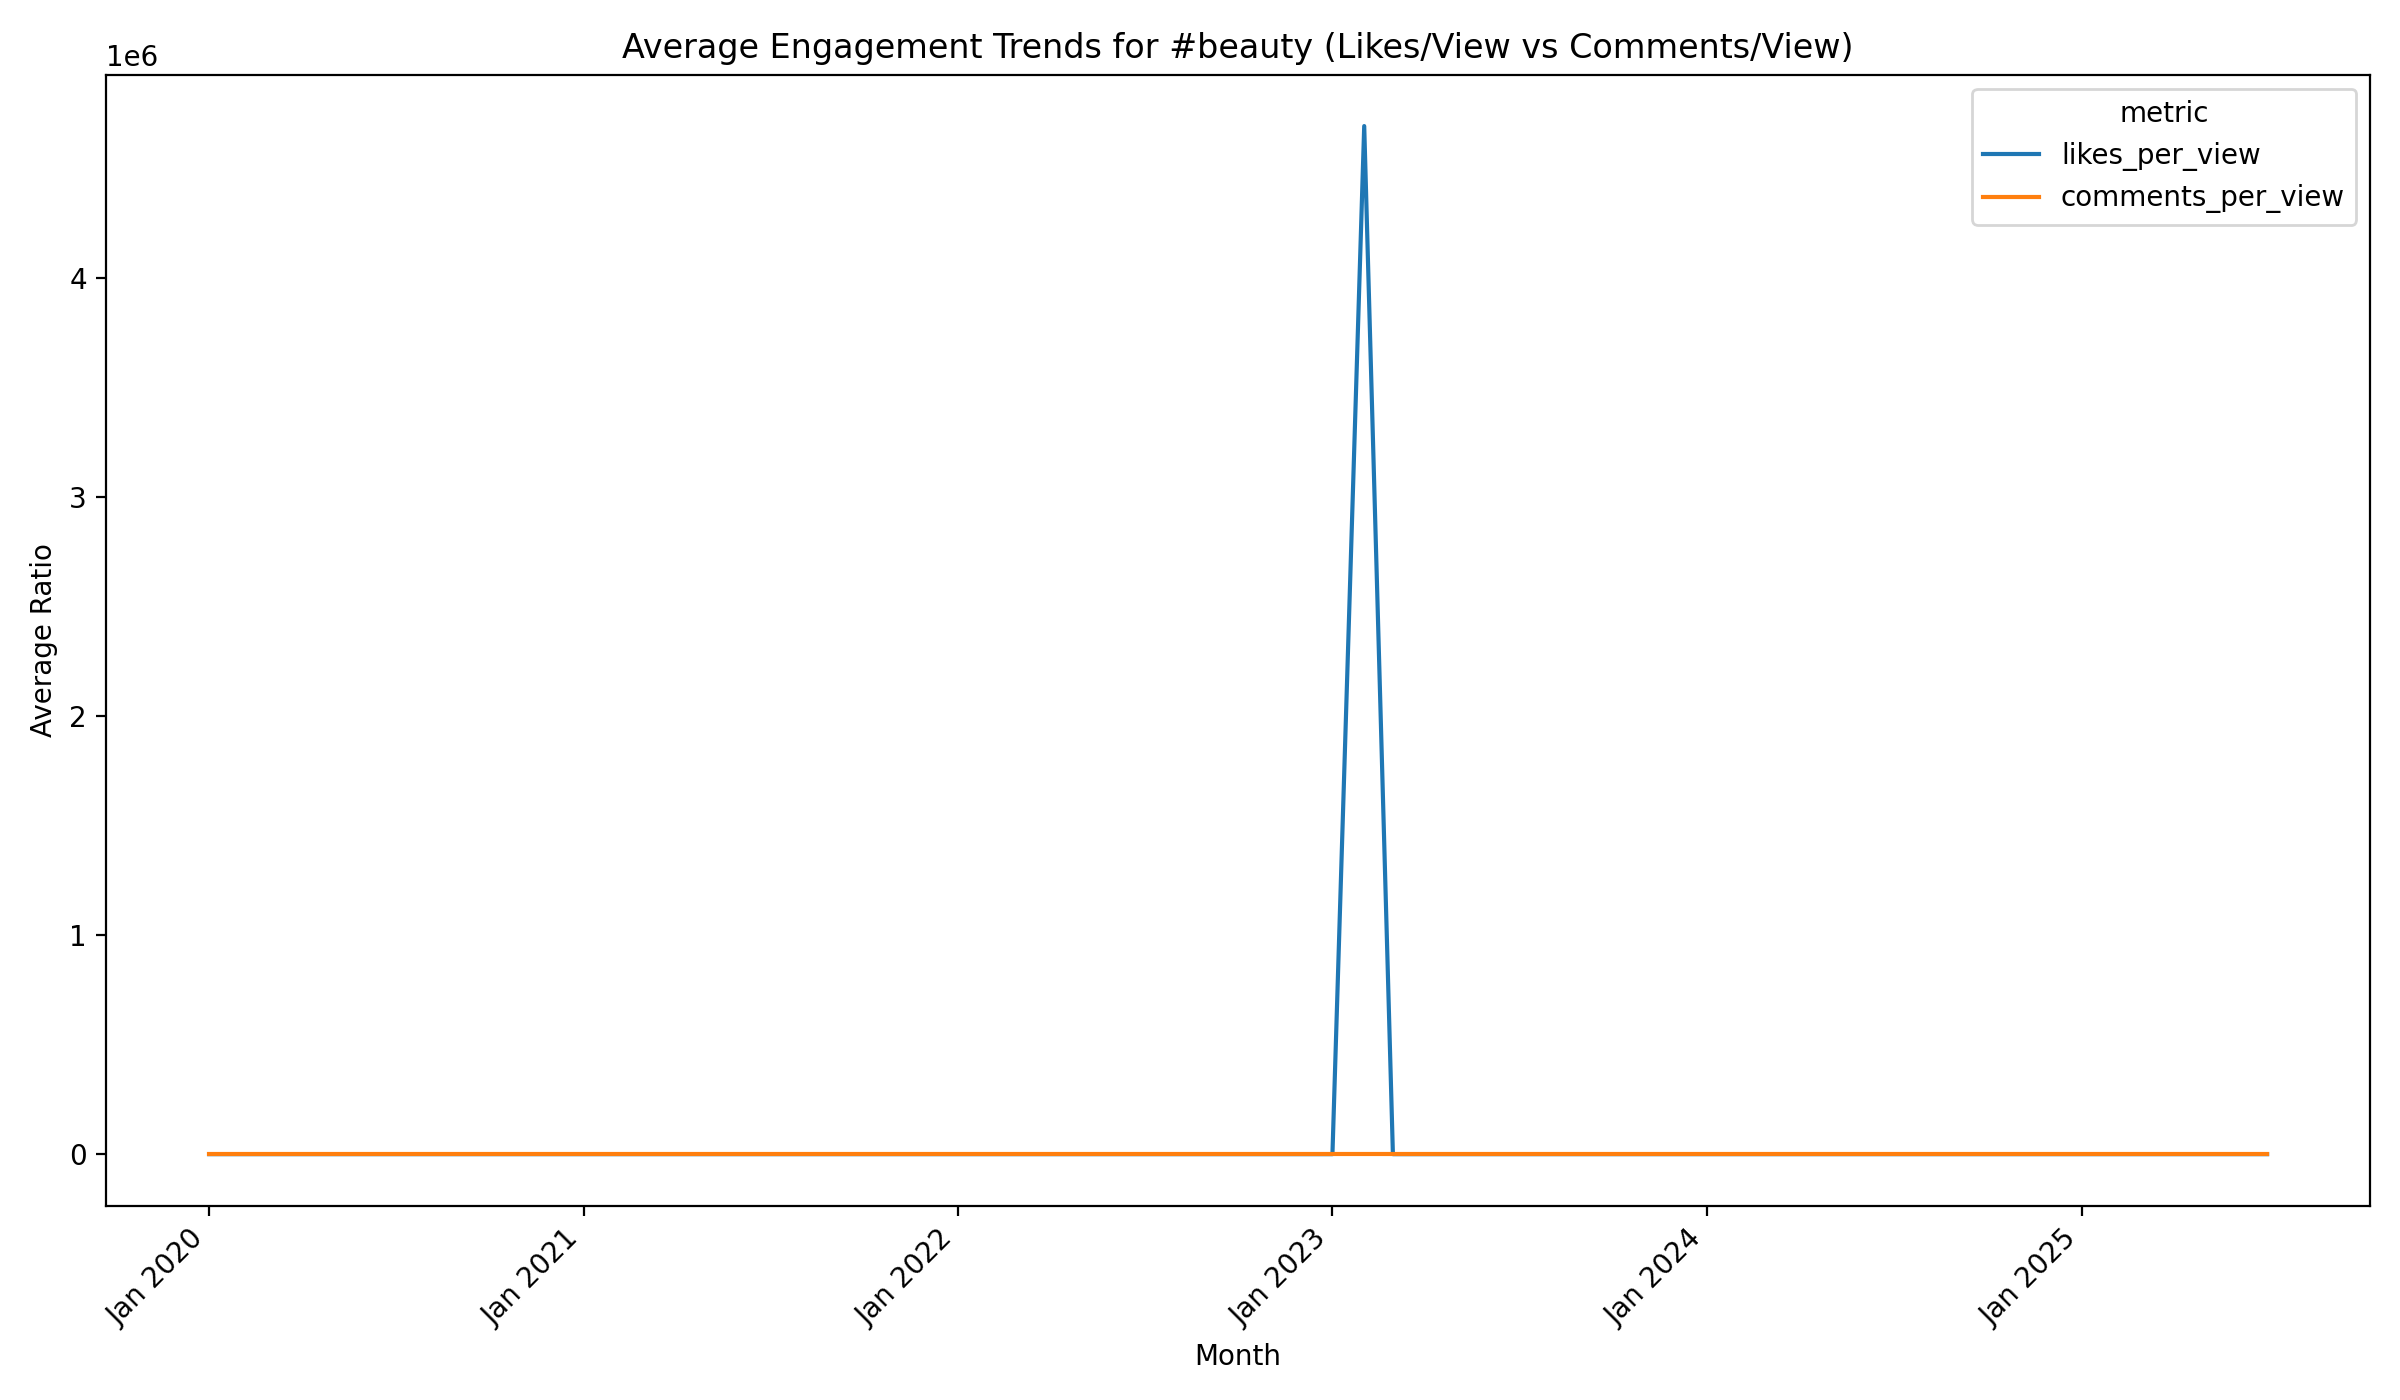 Average Engagement Trends for #beauty (Likes/View vs Comments/View)
1e6
metric
likes_per_view
comments_per_view
4
3
2
1
0
Average Ratio
Jan 2020
Jan 2021
Jan 2022
Jan 2023
Jan 2024
Jan 2025
Month